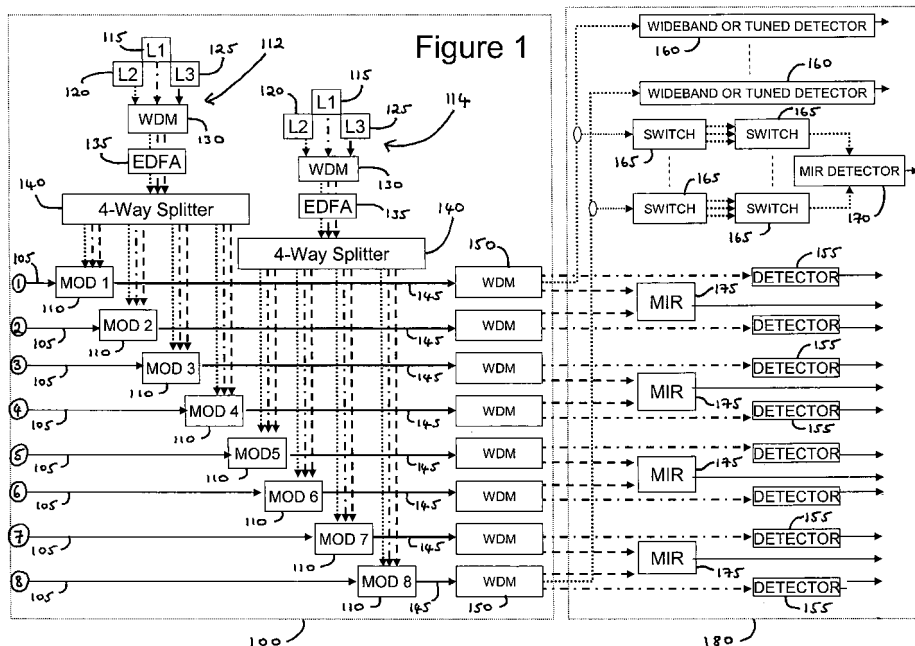 Figure 1
115
L1
L2
L3
120
125
112
WDM
130
135
EDFA
140
4-Way Splitter
115
L1
L2
L3
120
125
114
WDM
130
EDFA
135
4-Way Splitter
140
WIDEBAND OR TUNED DETECTOR
160
160
WIDEBAND OR TUNED DETECTOR
165
SWITCH
SWITCH
165
MIR DETECTOR
170
165
SWITCH
SWITCH
165
1
105
MOD 1
110
145
150
WDM
155
DETECTOR
MIR
175
2
105
MOD 2
110
145
WDM
DETECTOR
3
105
MOD 3
110
145
WDM
155
DETECTOR
MIR
175
4
105
MOD 4
110
145
WDM
DETECTOR
155
5
105
MOD5
110
145
WDM
DETECTOR
155
MIR
175
6
105
MOD 6
110
145
WDM
DETECTOR
7
105
MOD 7
110
145
WDM
155
DETECTOR
MIR
175
8
105
MOD 8
110
145
WDM
150
DETECTOR
155
100
180